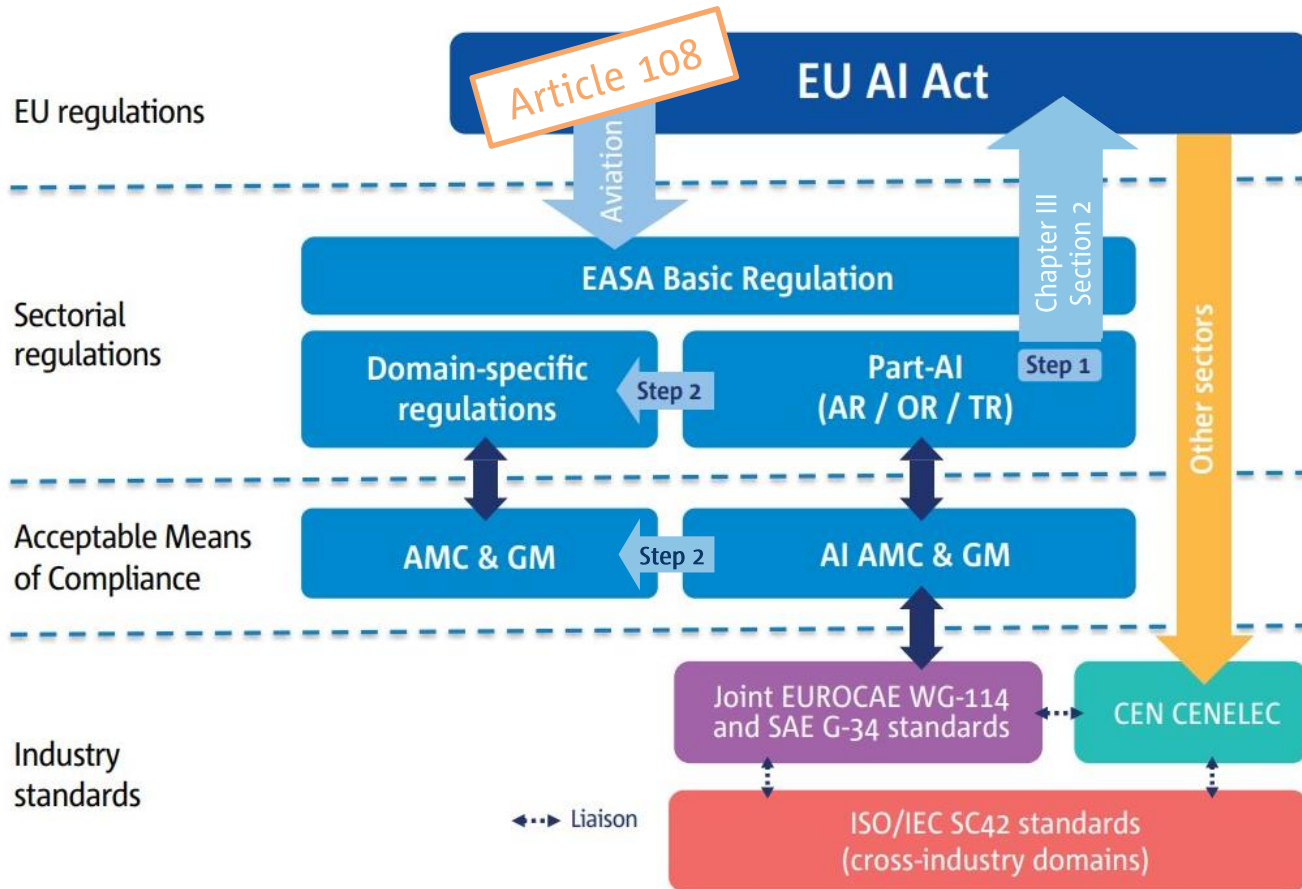 Article 108
EU AI Act
EU regulations
Aviation
Chapter III
Section 2
EASA Basic Regulation
Sectorial
regulations
Domain-specific
regulations
Step 2
Part-AI
(AR / OR / TR)
Step 1
Other sectors
Acceptable Means
of Compliance
AMC & GM
Step 2
AI AMC & GM
Joint EUROCAE WG-114
and SAE G-34 standards
CEN CENELEC
Industry
standards
Liaison
ISO/IEC SC42 standards
(cross-industry domains)